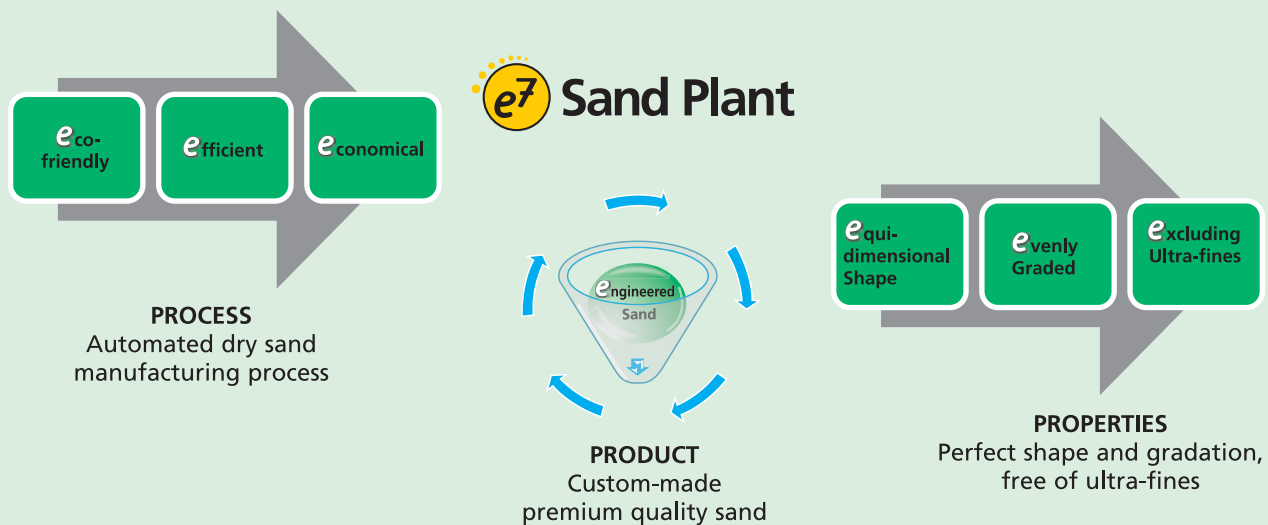 e7 Sand Plant
eco-
friendly
efficient
economical
PROCESS
Automated dry sand
manufacturing process
engineered
Sand
PRODUCT
Custom-made
premium quality sand
equi-
dimensional
Shape
evenly
Graded
excluding
Ultra-fines
PROPERTIES
Perfect shape and gradation,
free of ultra-fines